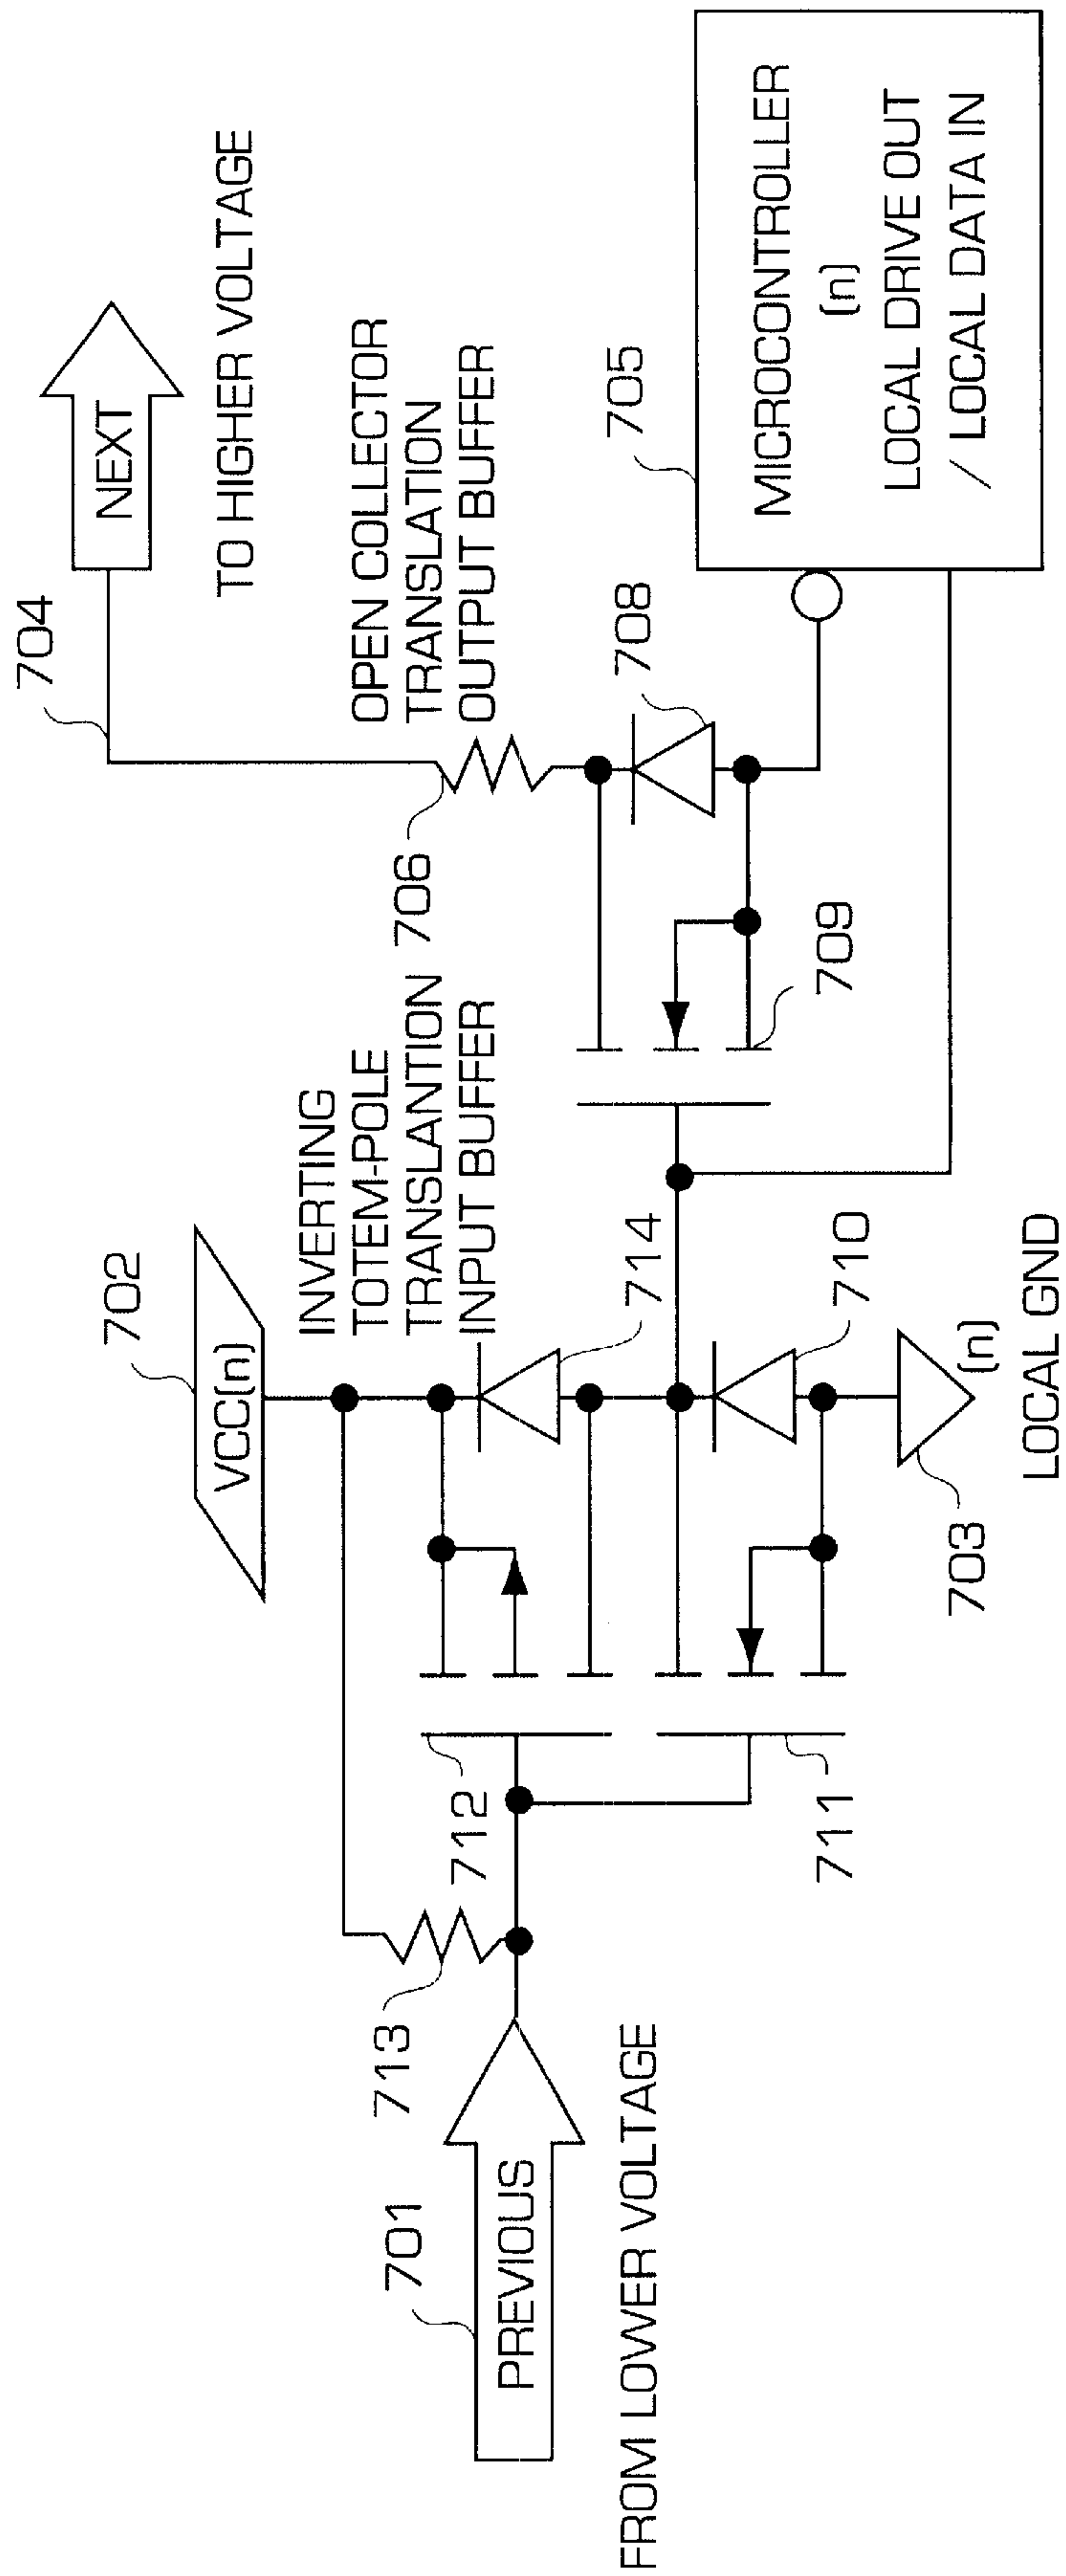 704
NEXT
TO HIGHER VOLTAGE
702
VCC(n)
INVERTING
TOTEM-POLE
TRANSLANTION
INPUT BUFFER
706
OPEN COLLECTOR
TRANSLATION
OUTPUT BUFFER
713
712
714
708
705
701
PREVIOUS
FROM LOWER VOLTAGE
711
710
709
703
(n)
LOCAL GND
MICROCONTROLLER
(n)
LOCAL DRIVE OUT
/ LOCAL DATA IN